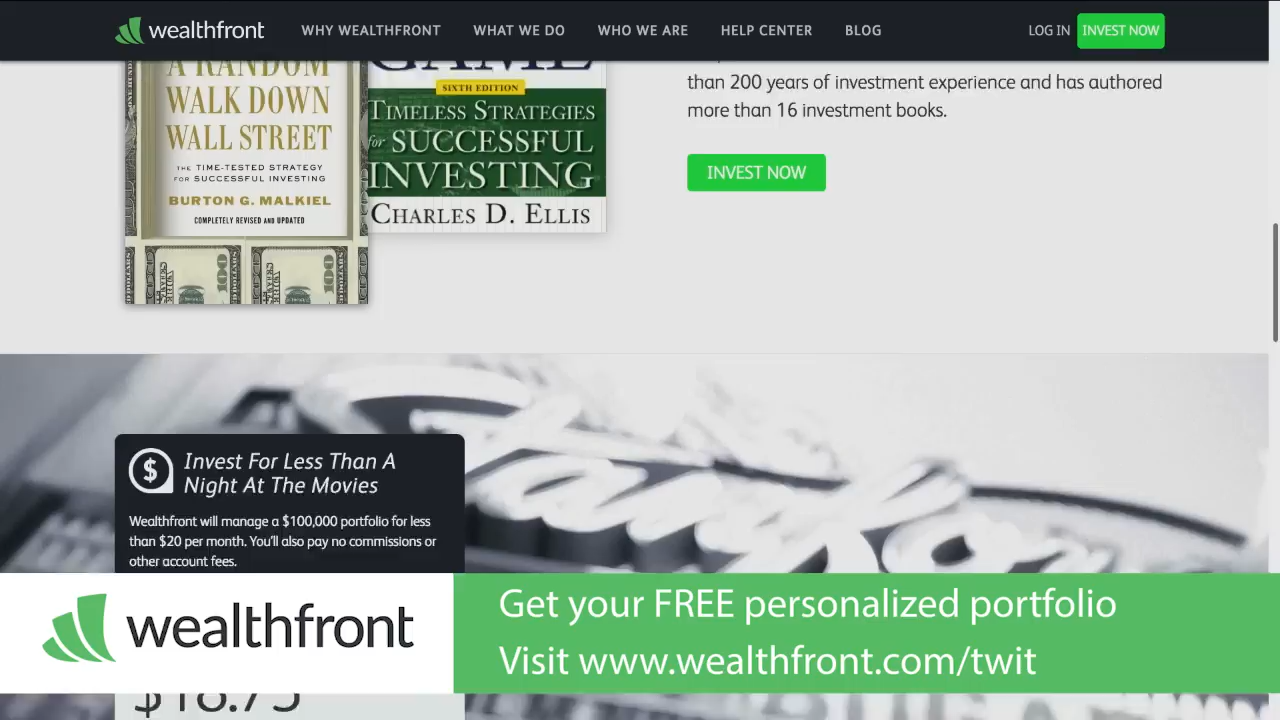 wealthfront
WHY WEALTHFRONT
WHAT WE DO
WHO WE ARE
HELP CENTER
BLOG
LOG IN
INVEST NOW
A RANDOM
WALK DOWN
WALL STREET
THE TIME-TESTED STRATEGY
FOR SUCCESSFUL INVESTING
BURTON G. MALKIEL
COMPLETELY REVISED AND UPDATED
100
100
GAME
SIXTH EDITION
TIMELESS STRATEGIES
for SUCCESSFUL
INVESTING
CHARLES D. ELLIS
than 200 years of investment experience and has authored
more than 16 investment books.
INVEST NOW
$ Invest For Less Than A
Night At The Movies
Wealthfront will manage a $100,000 portfolio for less
than $20 per month. You'll also pay no commissions or
other account fees.
wealthfront
Get your FREE personalized portfolio
Visit www.wealthfront.com/twit
$18.75